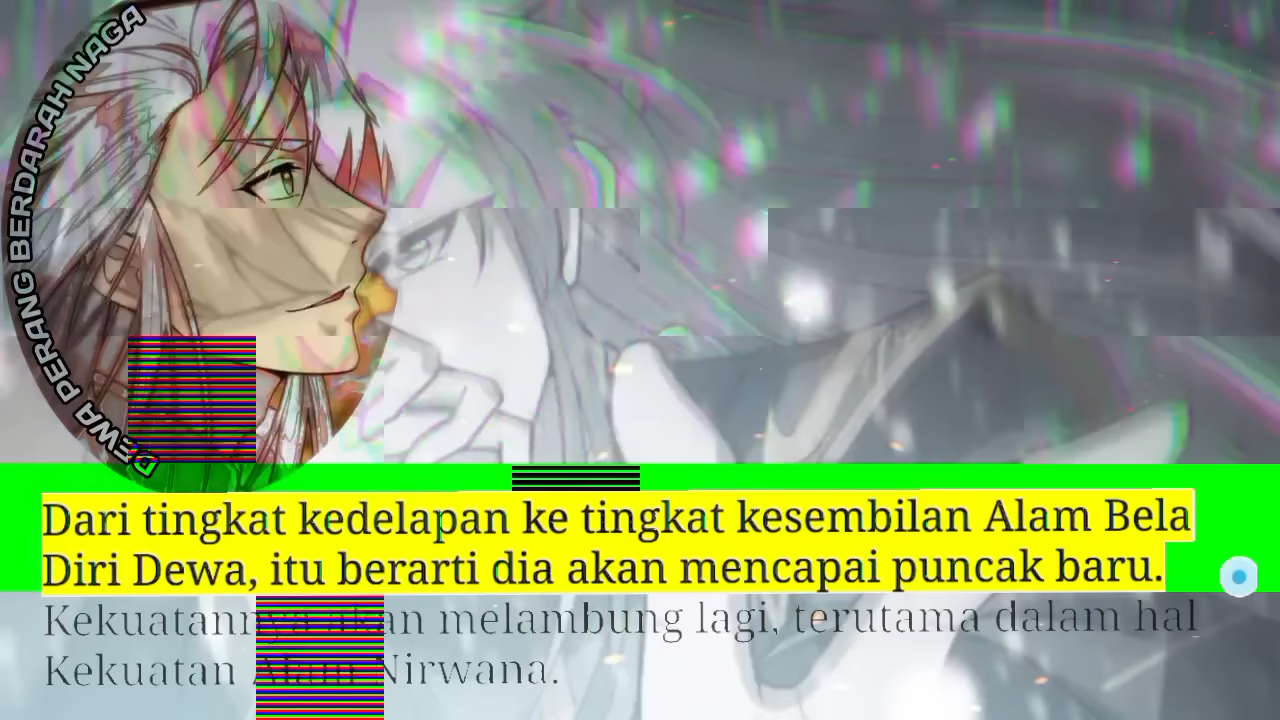 DEWA PERANG BERDARAH NAGA
Dari tingkat kedelapan ke tingkat kesembilan Alam Bela
Diri Dewa, itu berarti dia akan mencapai puncak baru.
Kekuatannya akan melambung lagi, terutama dalam hal
Kekuatan Alam Nirwana.